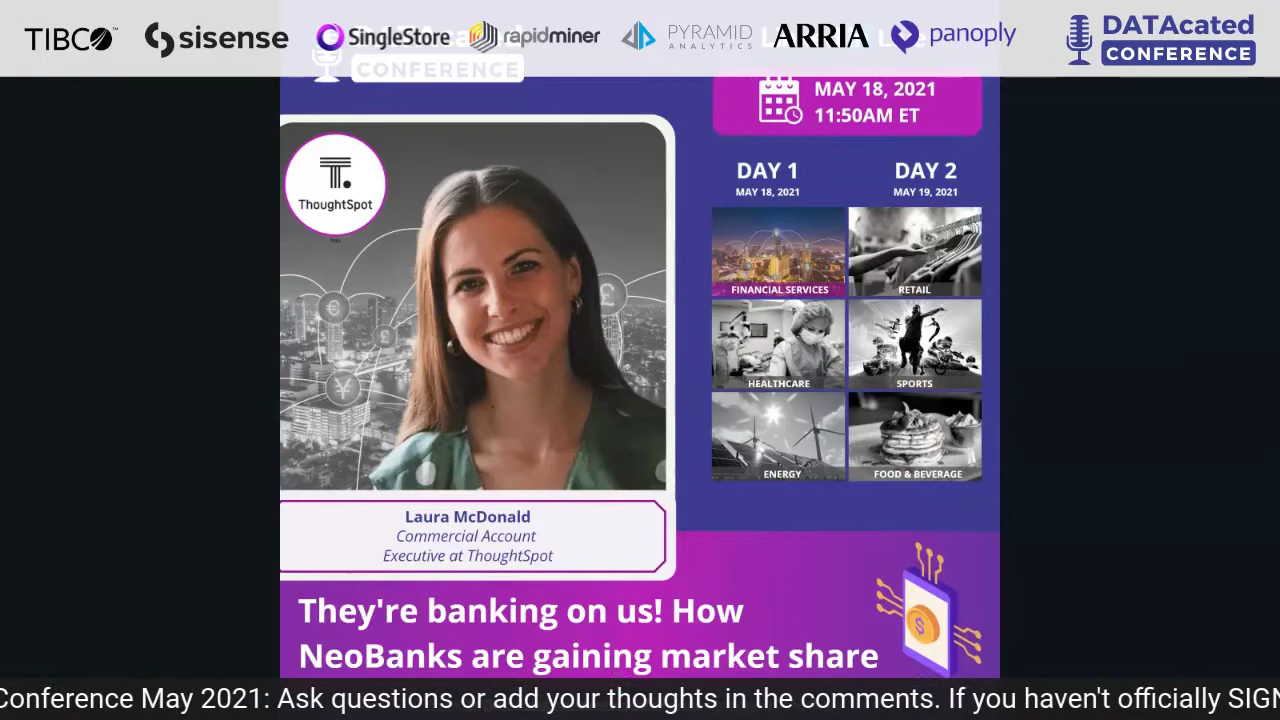 TIBCO
sisense
SingleStore
rapidminer
PYRAMID
ANALYTICS
ARRIA
panoply
DATAcated
CONFERENCE
CONFERENCE
MAY 18, 2021
11:50AM ET
T.
ThoughtSpot
DAY 1
MAY 18, 2021
DAY 2
MAY 19, 2021
FINANCIAL SERVICES
RETAIL
HEALTHCARE
SPORTS
ENERGY
FOOD & BEVERAGE
Laura McDonald
Commercial Account
Executive at ThoughtSpot
They're banking on us! How
NeoBanks are gaining market share
Conference May 2021: Ask questions or add your thoughts in the comments. If you haven't officially SIGN